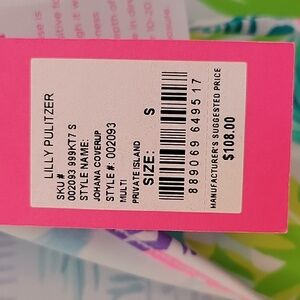 LILLY PULITZER
SKU#
002093 999KT7 S
STYLE NAME:
JOHANA COVERUP
STYLE #: 002093
MULTI
PRIVATE ISLAND
SIZE: S
889069 649517
MANUFACTURER'S SUGGESTED PRICE
$108.00